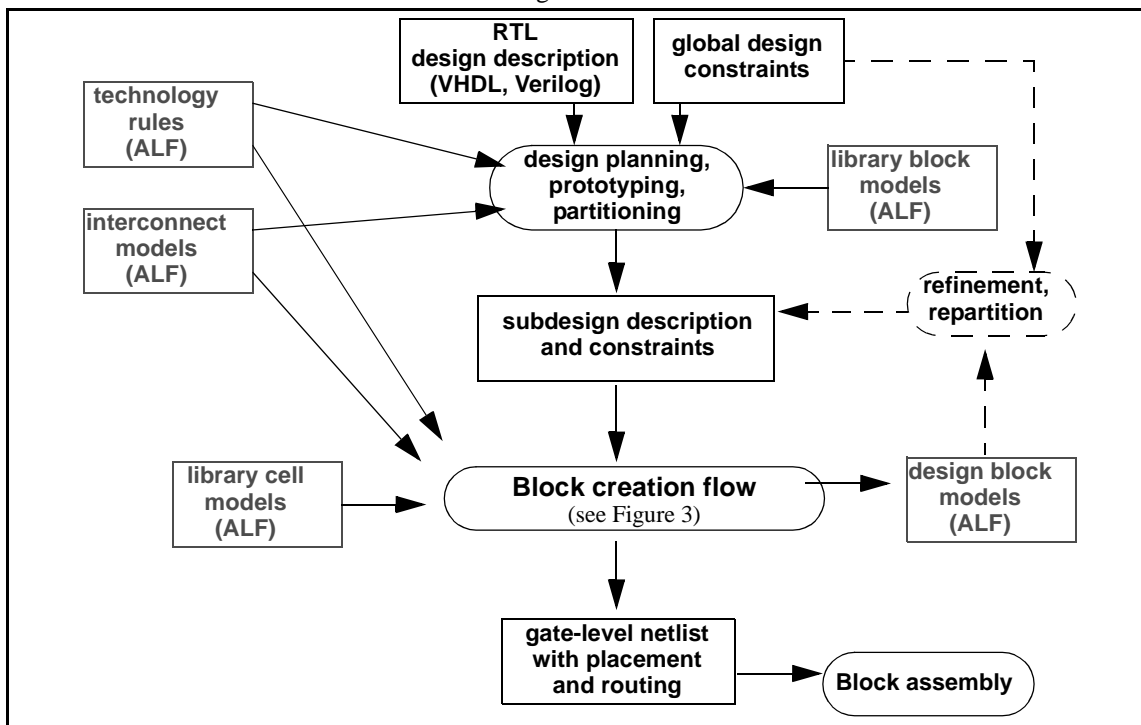 RTL
design description
(VHDL, Verilog)
global design
constraints
technology
rules
(ALF)
design planning,
prototyping,
partitioning
library block
models
(ALF)
interconnect
models
(ALF)
refinement,
repartition
subdesign description
and constraints
library cell
models
(ALF)
Block creation flow
(see Figure 3)
design block
models
(ALF)
gate-level netlist
with placement
and routing
Block assembly